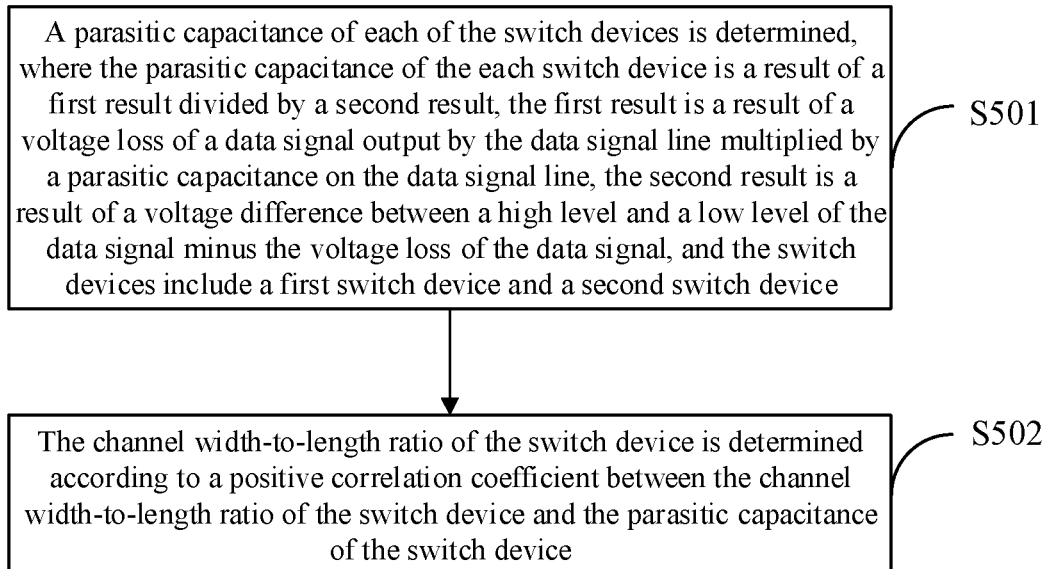 A parasitic capacitance of each of the switch devices is determined,
where the parasitic capacitance of the each switch device is a result of a
first result divided by a second result, the first result is a result of a
voltage loss of a data signal output by the data signal line multiplied by
a parasitic capacitance on the data signal line, the second result is a
result of a voltage difference between a high level and a low level of the
data signal minus the voltage loss of the data signal, and the switch
devices include a first switch device and a second switch device
S501
The channel width-to-length ratio of the switch device is determined
according to a positive correlation coefficient between the channel
width-to-length ratio of the switch device and the parasitic capacitance
of the switch device
S502